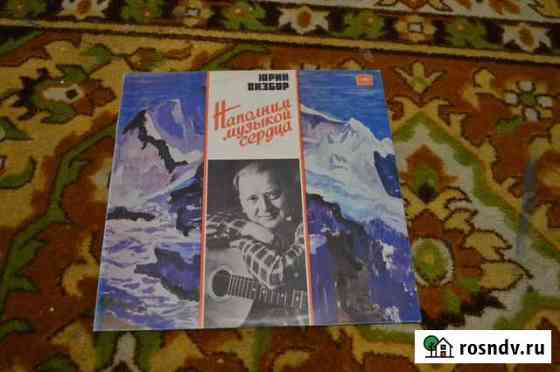 ЮРИЙ
ВИЗБОР
Наполним
музыкой
сердца
rosndv.ru